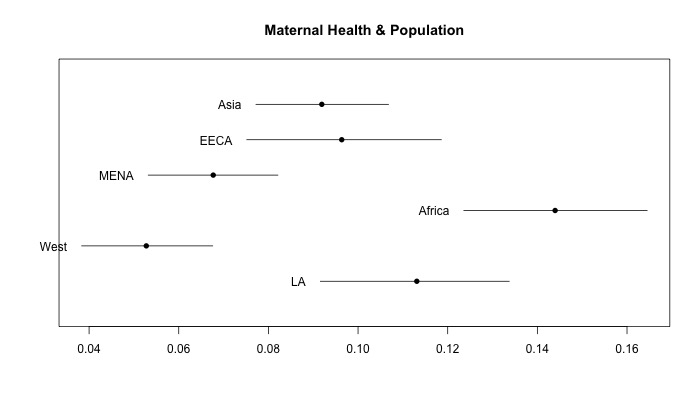 Maternal Health & Population
Asia
EECA
MENA
Africa
West
LA
0.04 0.06 0.08 0.10 0.12 0.14 0.16